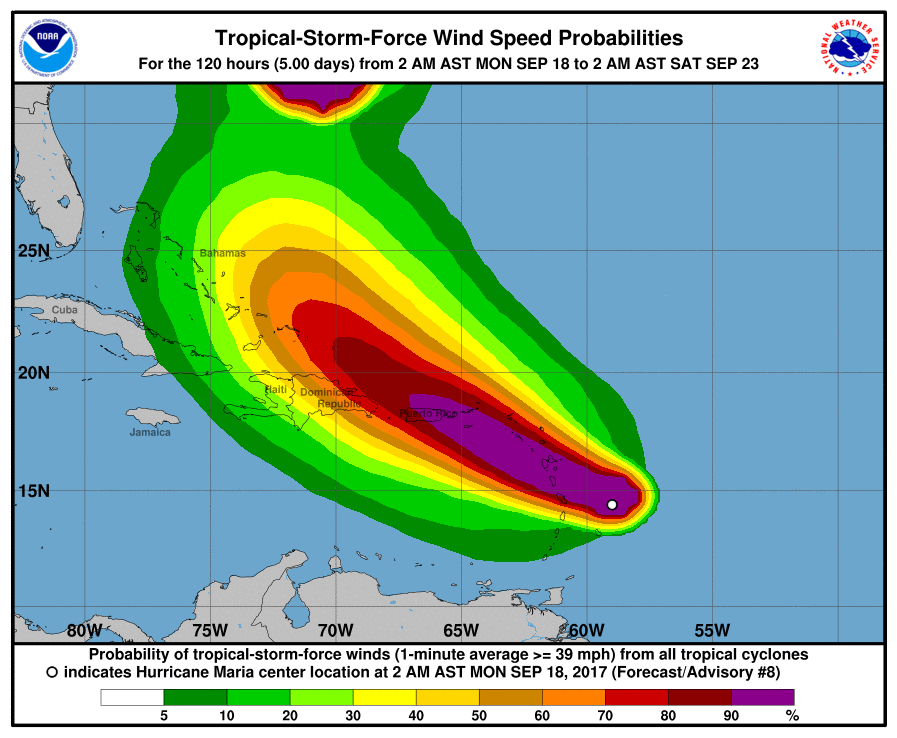 Tropical-Storm-Force Wind Speed Probabilities
For the 120 hours (5.00 days) from 2 AM AST MON SEP 18 to 2 AM AST SAT SEP 23
NOAA
NATIONAL WEATHER SERVICE
25N
Bahamas
Cuba
20N
Haiti
Dominican
Republic
Puerto Rico
Jamaica
15N
80W 75W 70W 65W 60W 55W
Probability of tropical-storm-force winds (1-minute average >= 39 mph) from all tropical cyclones
indicates Hurricane Maria center location at 2 AM AST MON SEP 18, 2017 (Forecast/Advisory #8)
5 10 20 30 40 50 60 70 80 90 %